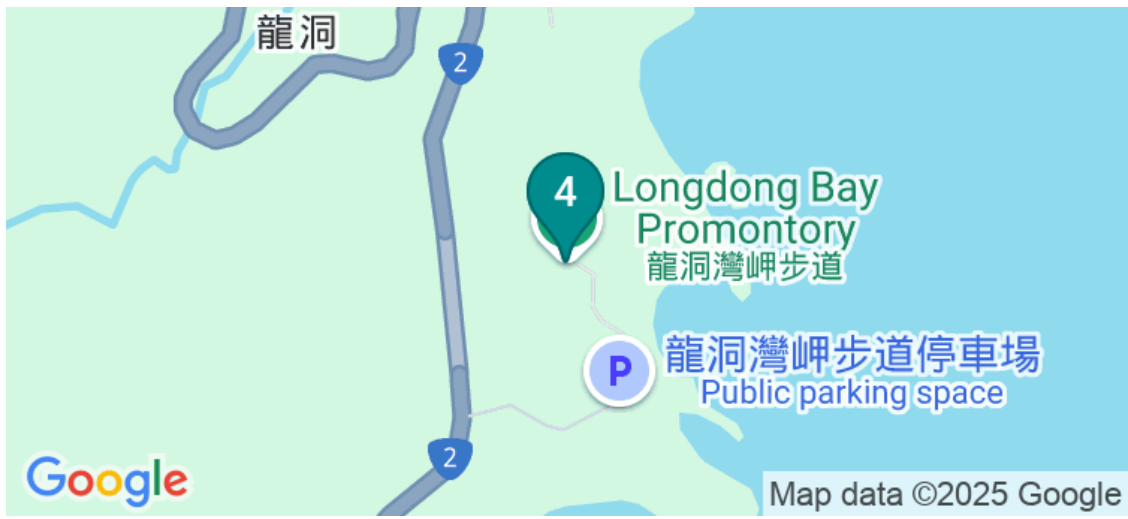 龍洞
2
4
Longdong Bay
Promontory
龍洞灣岬步道
P
龍洞灣岬步道停車場
Public parking space
2
Google
Map data ©2025 Google